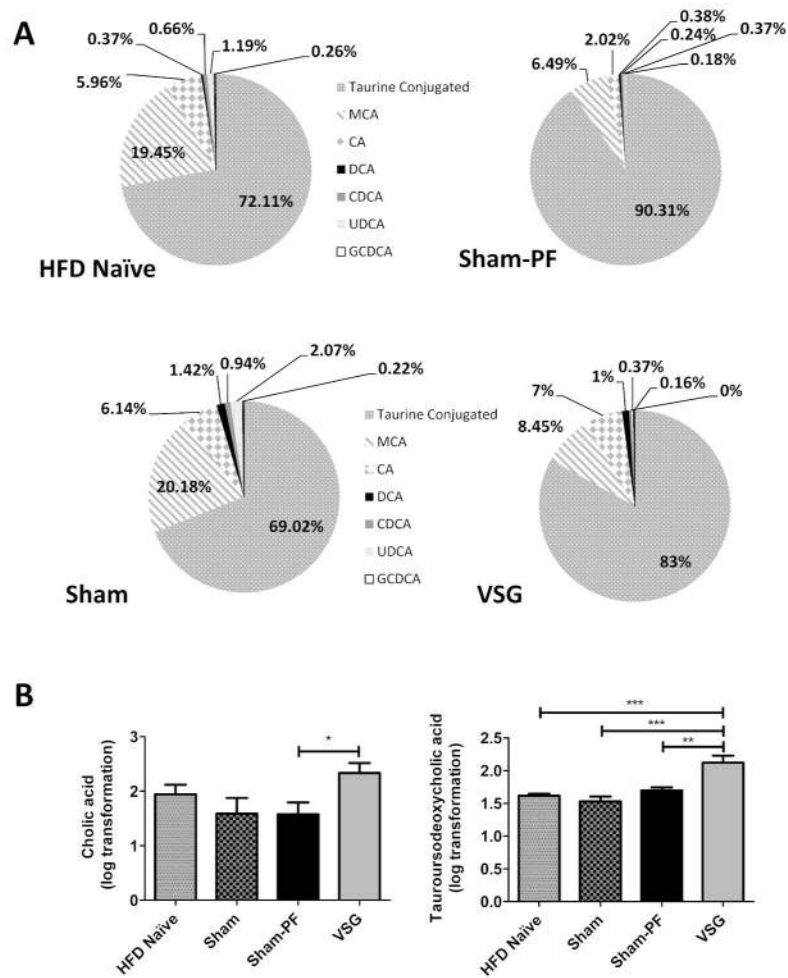 A
0.37%
0.66%
1.19%
0.26%
5.96%
19.45%
72.11%
HFD Naïve
Taurine Conjugated
MCA
CA
DCA
CDCA
UDCA
GCDCA
6.49%
2.02%
0.38%
0.24%
0.37%
0.18%
90.31%
Sham-PF
6.14%
1.42%
0.94%
2.07%
0.22%
20.18%
69.02%
Sham
Taurine Conjugated
MCA
CA
DCA
CDCA
UDCA
GCDCA
8.45%
7%
1%
0.37%
0.16%
0%
83%
VSG
B
Cholic acid
(log transformation)
3
2
1
0
*
HFD Naïve
Sham
Sham-PF
VSG
Tauroursodeoxycholic acid
(log transformation)
2.5
2.0
1.5
1.0
0.5
0.0
***
***
**
HFD Naïve
Sham
Sham-PF
VSG